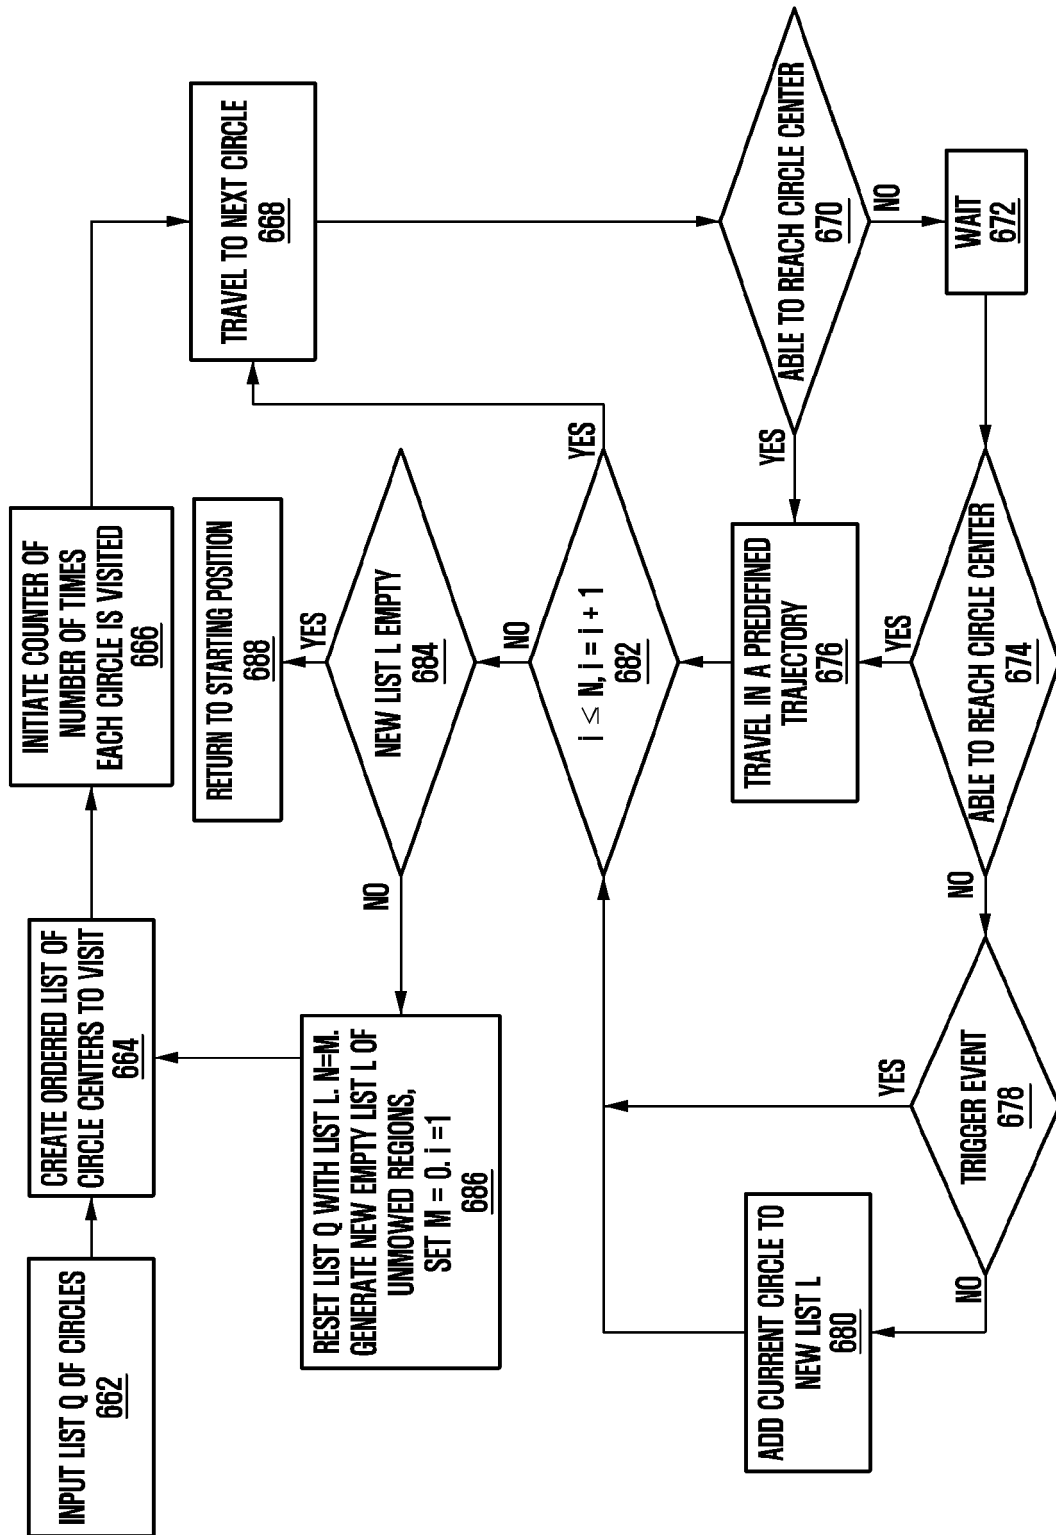 INPUT LIST Q OF CIRCLES
662
CREATE ORDERED LIST OF
CIRCLE CENTERS TO VISIT
664
INITIATE COUNTER OF
NUMBER OF TIMES
EACH CIRCLE IS VISITED
666
TRAVEL TO NEXT CIRCLE
668
RETURN TO STARTING POSITION
688
YES
NEW LIST L EMPTY
684
NO
RESET LIST Q WITH LIST L. N=M.
GENERATE NEW EMPTY LIST L OF
UNMOWED REGIONS,
SET M = 0. i =1
686
NO
YES
i ≤ N, i = i + 1
682
ABLE TO REACH CIRCLE CENTER
670
YES
NO
TRAVEL IN A PREDEFINED
TRAJECTORY
676
WAIT
672
YES
ABLE TO REACH CIRCLE CENTER
674
NO
YES
TRIGGER EVENT
678
NO
ADD CURRENT CIRCLE TO
NEW LIST L
680